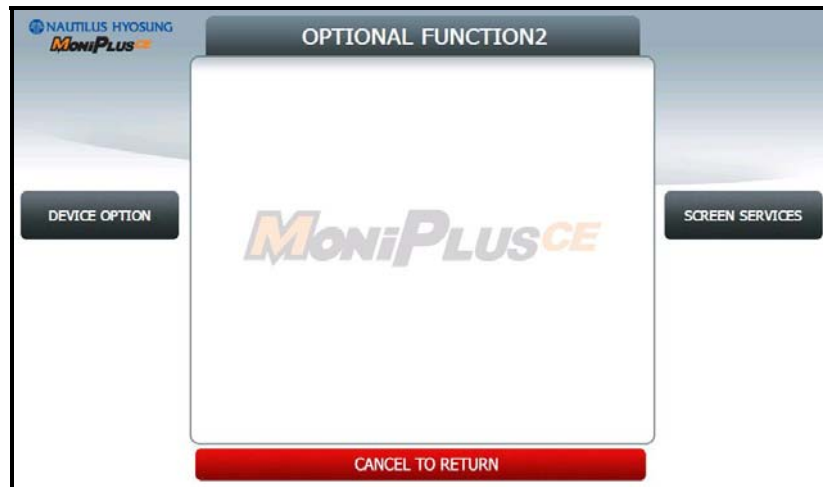 NAUTILUS HYOSUNG
MoniPlusCE
OPTIONAL FUNCTION2
DEVICE OPTION
MoniPlusCE
SCREEN SERVICES
CANCEL TO RETURN